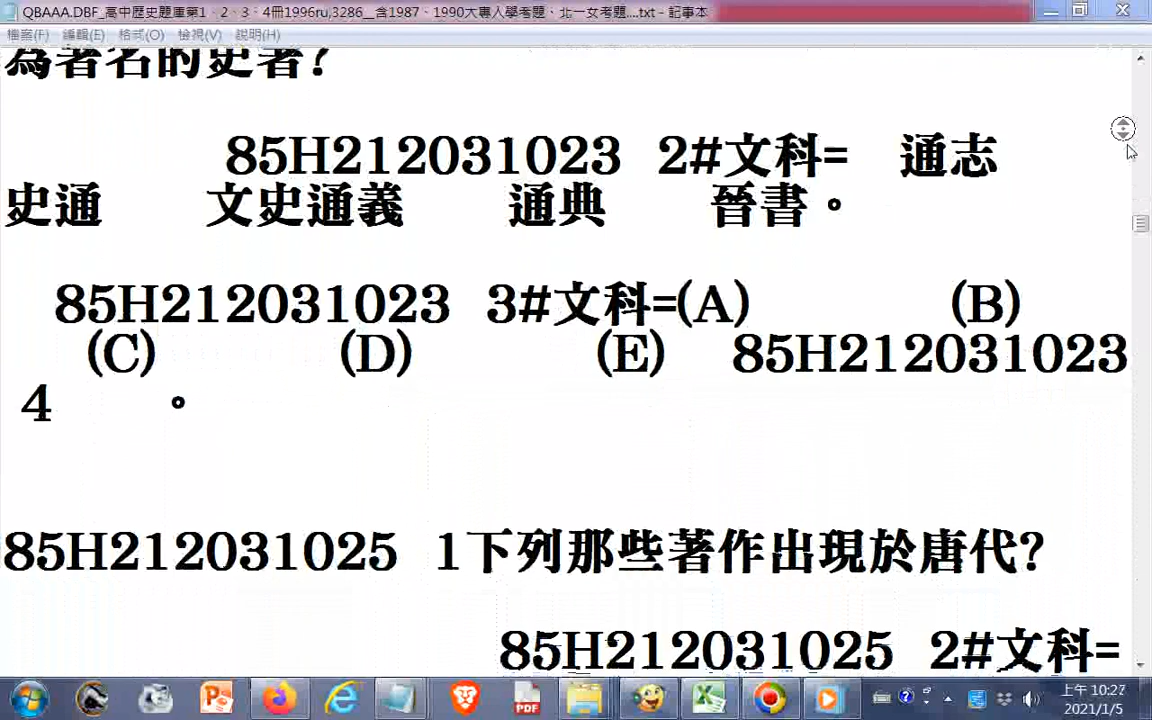 QBAAA.DBF_高中歷史題庫第1、2、3、4冊1996ru,3286__含1987、1990大專人學考題、北一女考題....txt - 記事本
檔案(F) 編輯(E) 格式(O) 檢視(V) 說明(H)
為著名的史著?
85H212031023 2#文科= 通志
史通 文史通義 通典 晉書。
85H212031023 3#文科=(A) (B)
(C) (D) (E) 85H212031023
4 。
85H212031025 1下列那些著作出現於唐代?
85H212031025 2#文科=
上午 10:27
2021/1/5